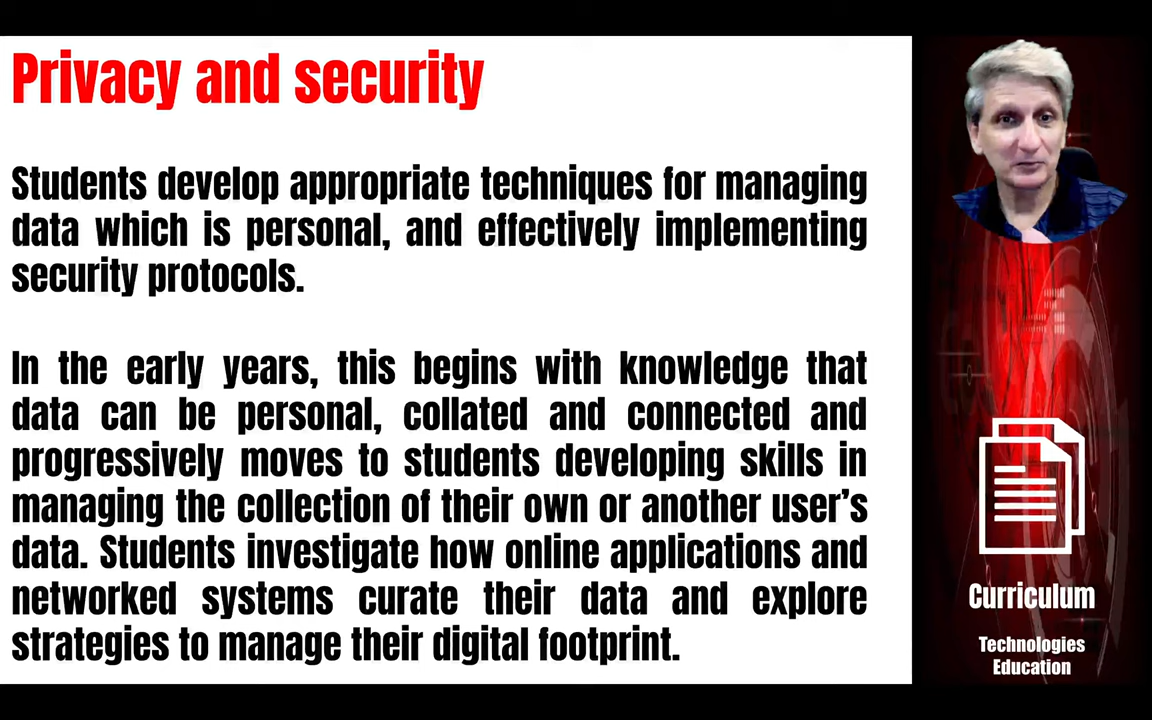 Privacy and security
Students develop appropriate techniques for managing
data which is personal, and effectively implementing
security protocols.
In the early years, this begins with knowledge that
data can be personal, collated and connected and
progressively moves to students developing skills in
managing the collection of their own or another user’s
data. Students investigate how online applications and
networked systems curate their data and explore
strategies to manage their digital footprint.
Curriculum
Technologies
Education